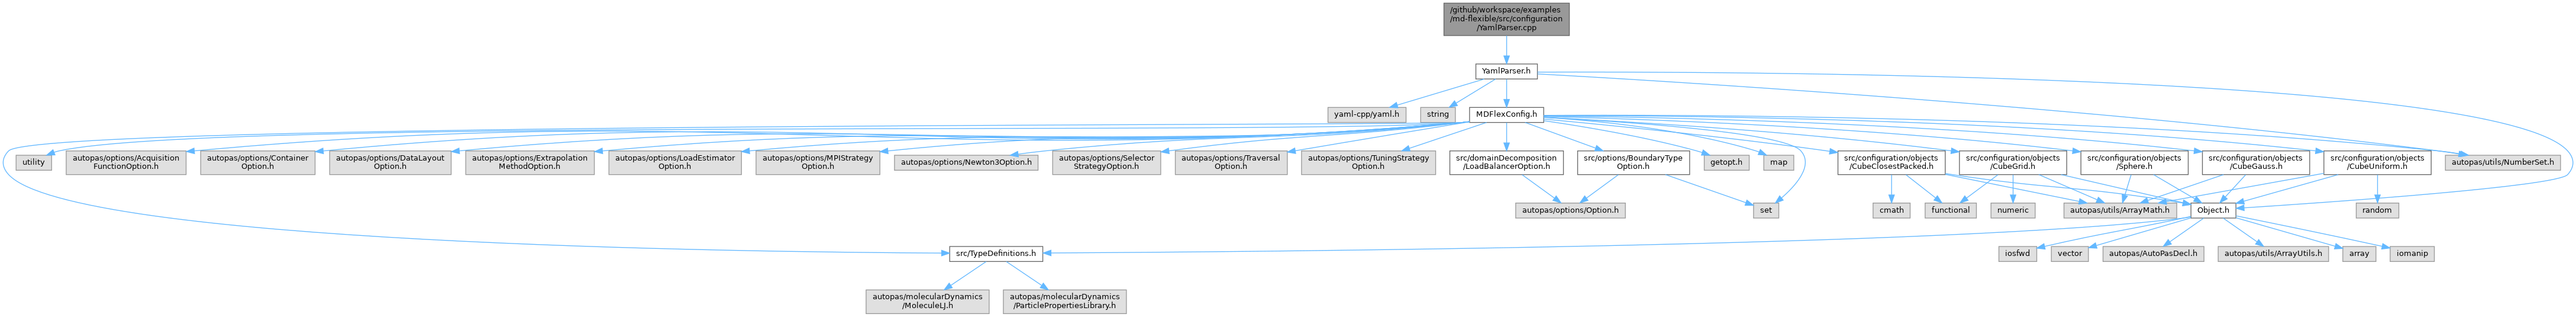 /github/workspace/examples
/md-flexible/src/configuration
/YamlParser.cpp
YamlParser.h
yaml-cpp/yaml.h
string
MDFlexConfig.h
utility
autopas/options/Acquisition
FunctionOption.h
autopas/options/Container
Option.h
autopas/options/DataLayout
Option.h
autopas/options/Extrapolation
MethodOption.h
autopas/options/LoadEstimator
Option.h
autopas/options/MPIStrategy
Option.h
autopas/options/Newton3Option.h
autopas/options/Selector
StrategyOption.h
autopas/options/Traversal
Option.h
autopas/options/TuningStrategy
Option.h
src/domainDecomposition
/LoadBalancerOption.h
src/options/BoundaryType
Option.h
getopt.h
map
src/configuration/objects
/CubeClosestPacked.h
src/configuration/objects
/CubeGrid.h
src/configuration/objects
/Sphere.h
src/configuration/objects
/CubeGauss.h
src/configuration/objects
/CubeUniform.h
autopas/utils/NumberSet.h
autopas/options/Option.h
set
cmath
functional
numeric
autopas/utils/ArrayMath.h
Object.h
random
src/TypeDefinitions.h
iosfwd
vector
autopas/AutoPasDecl.h
autopas/utils/ArrayUtils.h
array
iomanip
autopas/molecularDynamics
/MoleculeLJ.h
autopas/molecularDynamics
/ParticlePropertiesLibrary.h